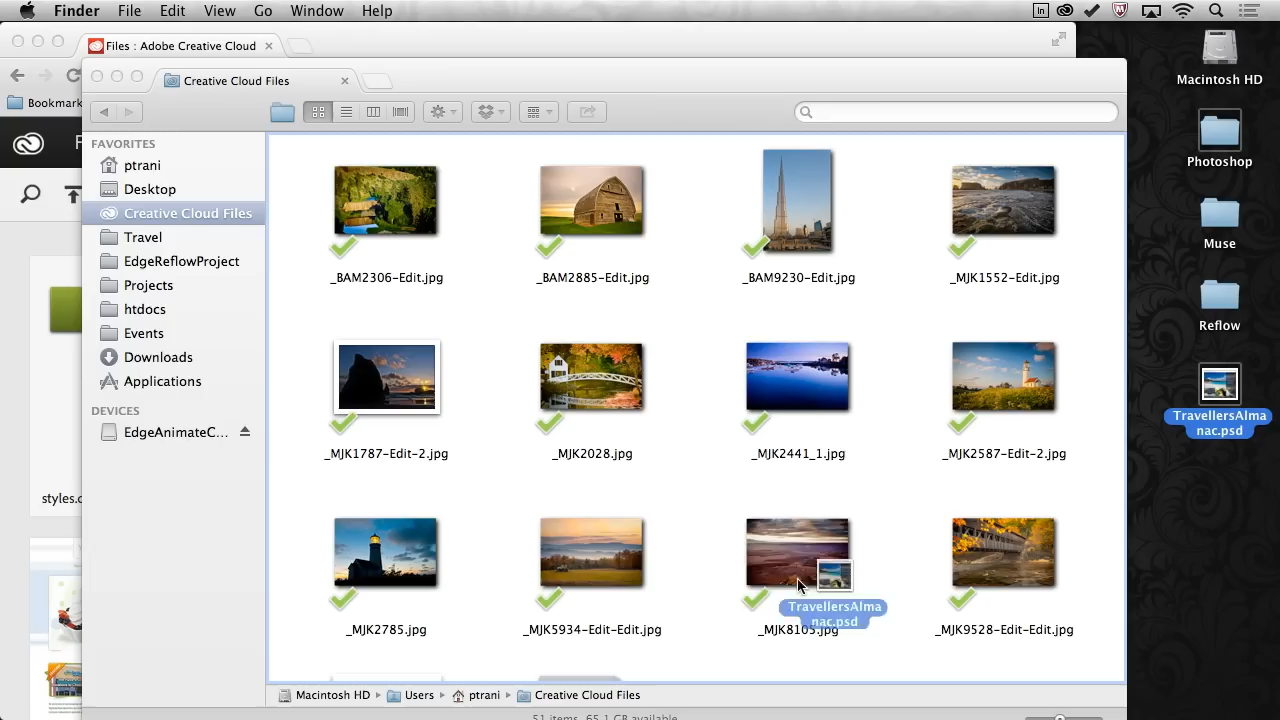 Finder File Edit View Go Window Help
Files : Adobe Creative Cloud
Creative Cloud Files
Bookmark
FAVORITES
ptrani
Desktop
Creative Cloud Files
Travel
EdgeReflowProject
Projects
htdocs
Events
Downloads
Applications
DEVICES
EdgeAnimateC...
styles.c
_BAM2306-Edit.jpg
_BAM2885-Edit.jpg
_BAM9230-Edit.jpg
_MJK1552-Edit.jpg
_MJK1787-Edit-2.jpg
_MJK2028.jpg
_MJK2441_1.jpg
_MJK2587-Edit-2.jpg
_MJK2785.jpg
_MJK5934-Edit-Edit.jpg
_MJK8105.jpg
_MJK9528-Edit-Edit.jpg
TravellersAlma
nac.psd
Macintosh HD
Users
ptrani
Creative Cloud Files
51 items, 65.1 GB available
Macintosh HD
Photoshop
Muse
Reflow
TravellersAlma
nac.psd